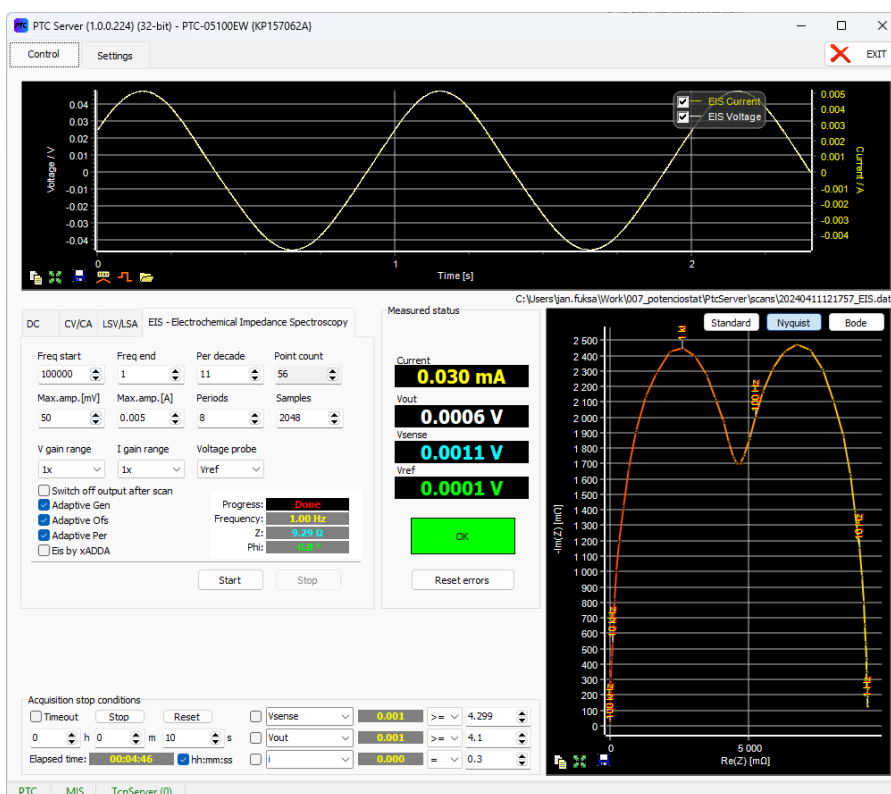 PTC Server (1.0.0.224) (32-bit) - PTC-05100EW {KP157062A}
Control Settings EXIT
EIS Current
EIS Voltage
0.04
0.03
0.02
0.01
0
-0.01
-0.02
-0.03
-0.04
Voltage / V
0.005
0.004
0.003
0.002
0.001
0
-0.001
-0.002
-0.003
-0.004
Current / A
0 1 2
Time [s]
C:\Users\jan.fuksa\Work\007_potenciostat\PtcServer\scans\20240411121757_EIS.dat
DC CV/CA LSV/LSA EIS - Electrochemical Impedance Spectroscopy
Freq start Freq end Per decade Point count
100000 1 11 56
Max.amp.[mV] Max.amp.[A] Periods Samples
50 0.005 8 2048
V gain range I gain range Voltage probe
1x 1x Vref
Switch off output after scan
Adaptive Gen
Adaptive Ofs
Adaptive Per
Eis by xADDA
Progress: Done
Frequency: 1.00 Hz
Z: 9.29 Ω
Phi: -0.8 °
Start Stop
Measured status
Current
0.030 mA
Vout
0.0006 V
Vsense
0.0011 V
Vref
0.0001 V
OK
Reset errors
Standard Nyquist Bode
2 500
2 400
2 300
2 200
2 100
2 000
1 900
1 800
1 700
1 600
1 500
1 400
1 300
1 200
1 100
1 000
900
800
700
600
500
400
300
200
100
0
-Im(Z) [mΩ]
100 kHz
10 kHz
100 Hz
10 Hz
1 Hz
0 5 000
Re(Z) [mΩ]
Acquisition stop conditions
Timeout Stop Reset
0 h 0 m 10 s
Elapsed time: 00:04:46 hh:mm:ss
Vsense 0.001 >= 4.299
Vout 0.001 >= 4.1
i 0.000 = 0.3
PTC MIS TcpServer (0)